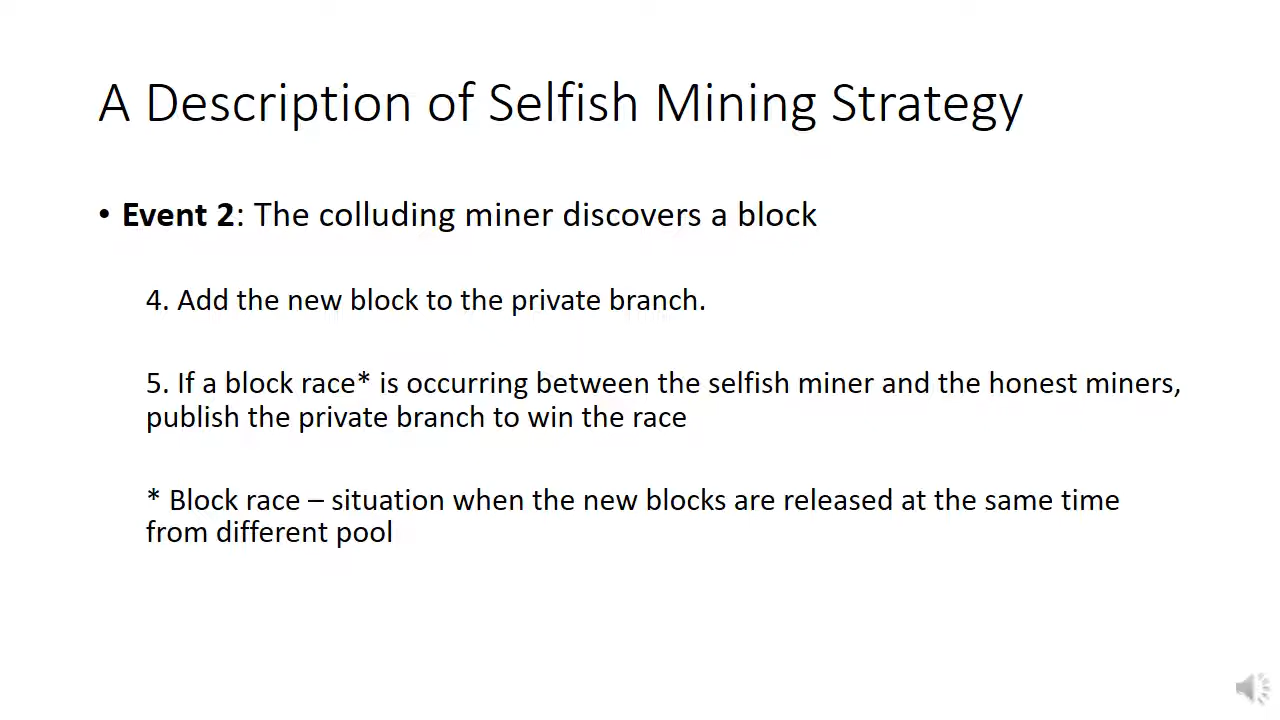 A Description of Selfish Mining Strategy
• Event 2: The colluding miner discovers a block
4. Add the new block to the private branch.
5. If a block race* is occurring between the selfish miner and the honest miners,
publish the private branch to win the race
* Block race – situation when the new blocks are released at the same time
from different pool